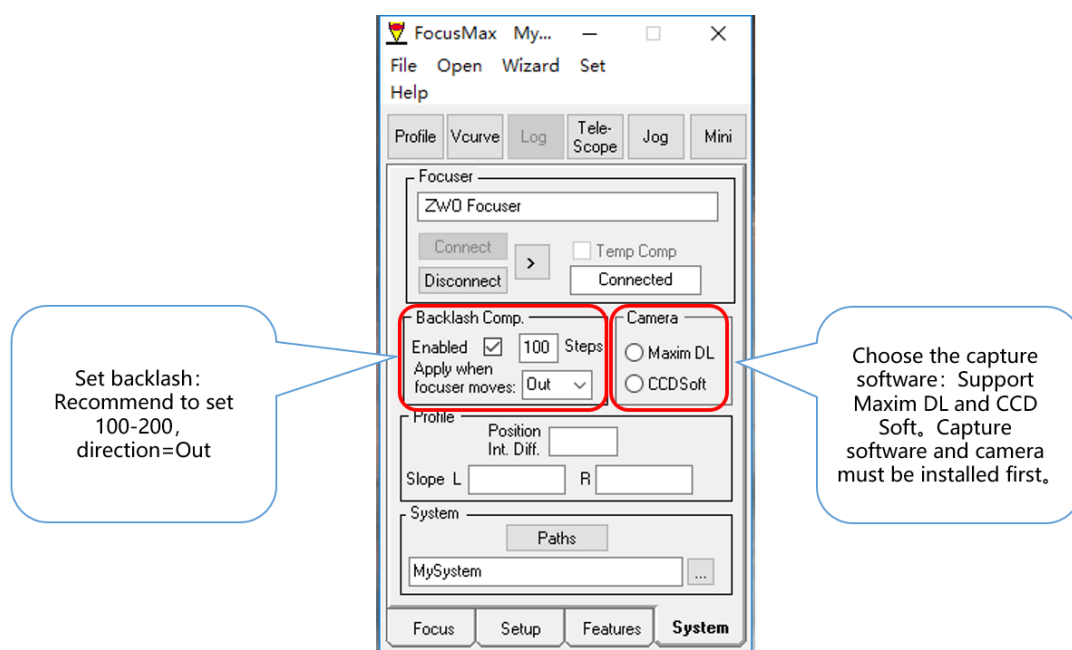 FocusMax My...
File Open Wizard Set
Help
Profile
Vcurve
Log
Tele-
Scope
Jog
Mini
Focuser
ZWO Focuser
Connect
Disconnect
>
Temp Comp
Connected
Backlash Comp.
Enabled 100 Steps
Apply when
focuser moves: Out
Camera
Maxim DL
CCDSoft
Profile
Position
Int. Diff.
Slope L R
System
Paths
MySystem
...
Focus
Setup
Features
System
Set backlash:
Recommend to set
100-200,
direction=Out
Choose the capture
software: Support
Maxim DL and CCD
Soft。Capture
software and camera
must be installed first。